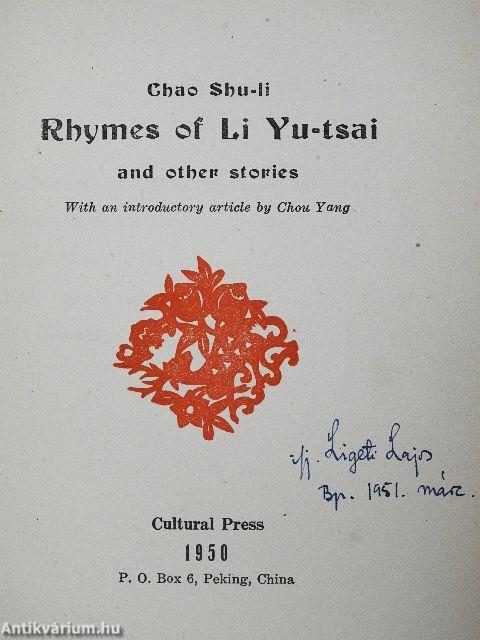 Chao Shu-li
Rhymes of Li Yu-tsai
and other stories
With an introductory article by Chou Yang
ifj. Ligeti Lajos
Bp. 1951. márc.
Cultural Press
1950
P. O. Box 6, Peking, China
Antikvárium.hu